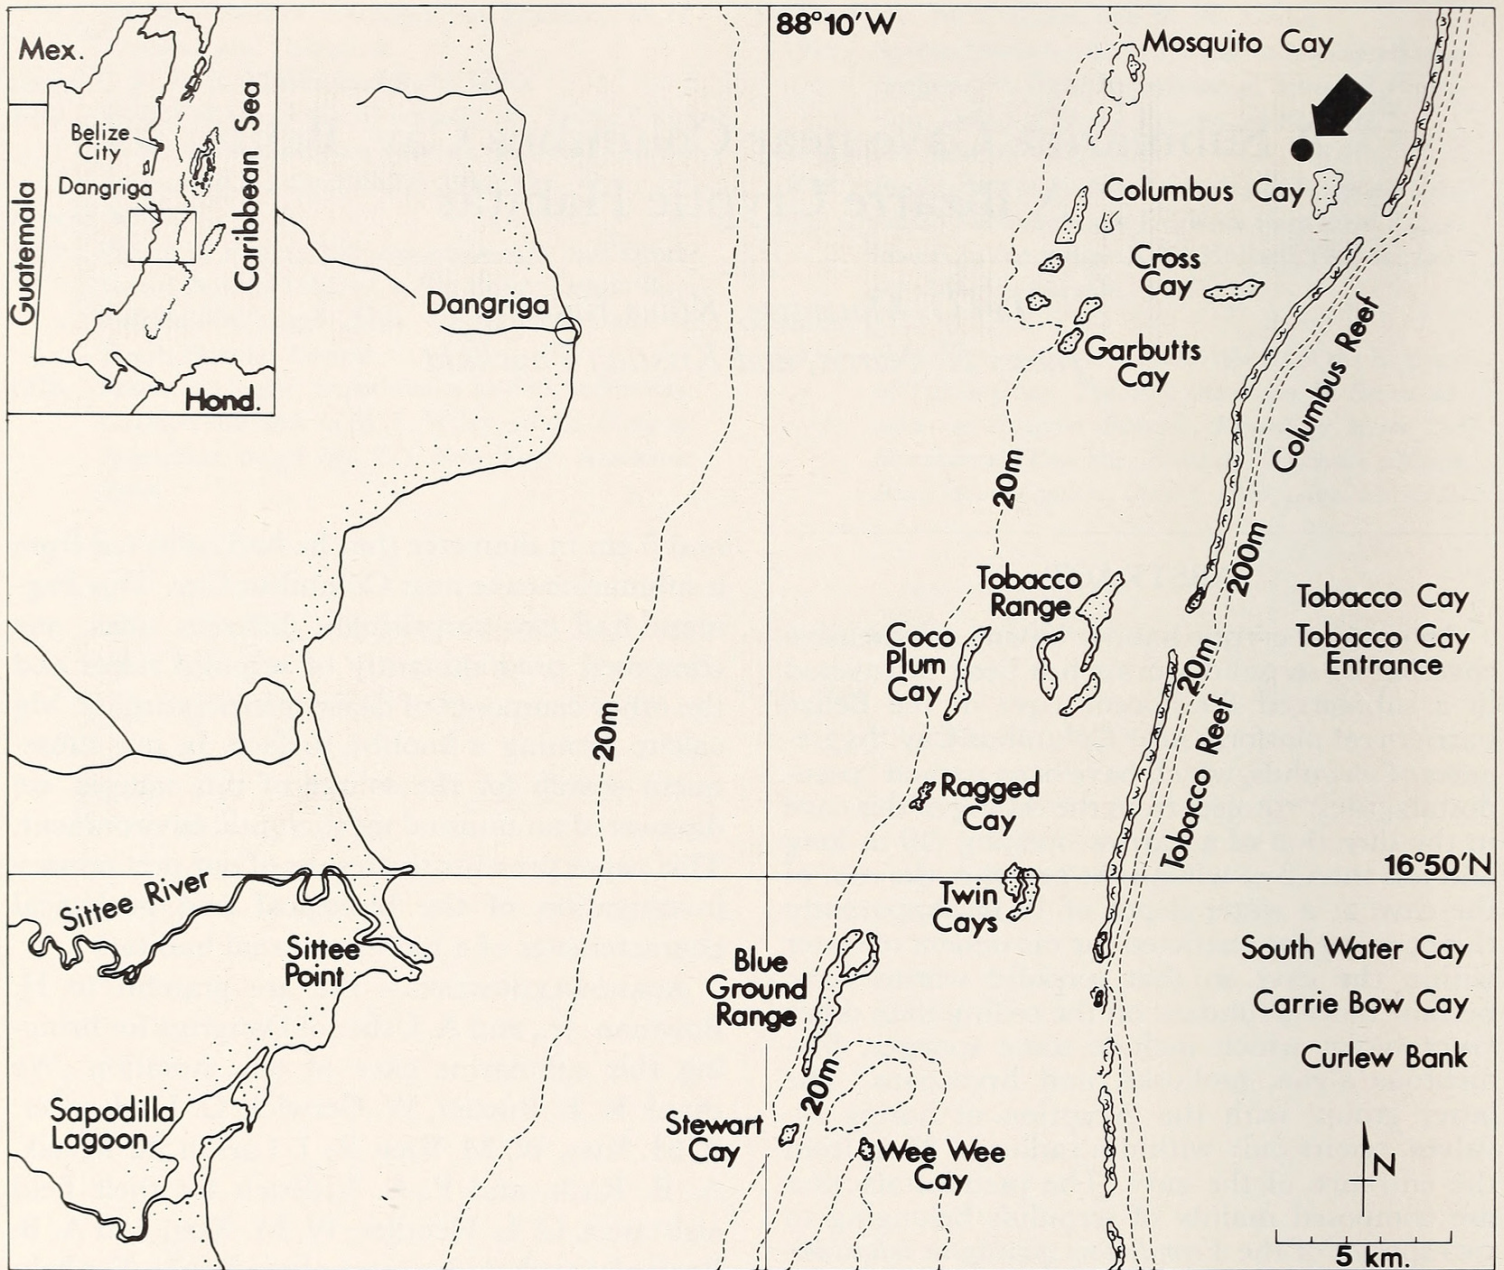 Mex.
Belize
City
Dangriga
Guatemala
Caribbean Sea
Hond.
88°10'W
Mosquito Cay
Columbus Cay
Cross
Cay
Dangriga
Garbutts
Cay
Columbus Reef
20m
200m
Tobacco
Range
Tobacco Cay
Coco
Plum
Cay
Tobacco Cay
Entrance
20m
20m
Tobacco Reef
Ragged
Cay
16°50'N
Sittee River
Twin
Cays
Sittee
Point
South Water Cay
Blue
Ground
Range
Carrie Bow Cay
Curlew Bank
20m
Sapodilla
Lagoon
Stewart
Cay
Wee Wee
Cay
N
5 km.